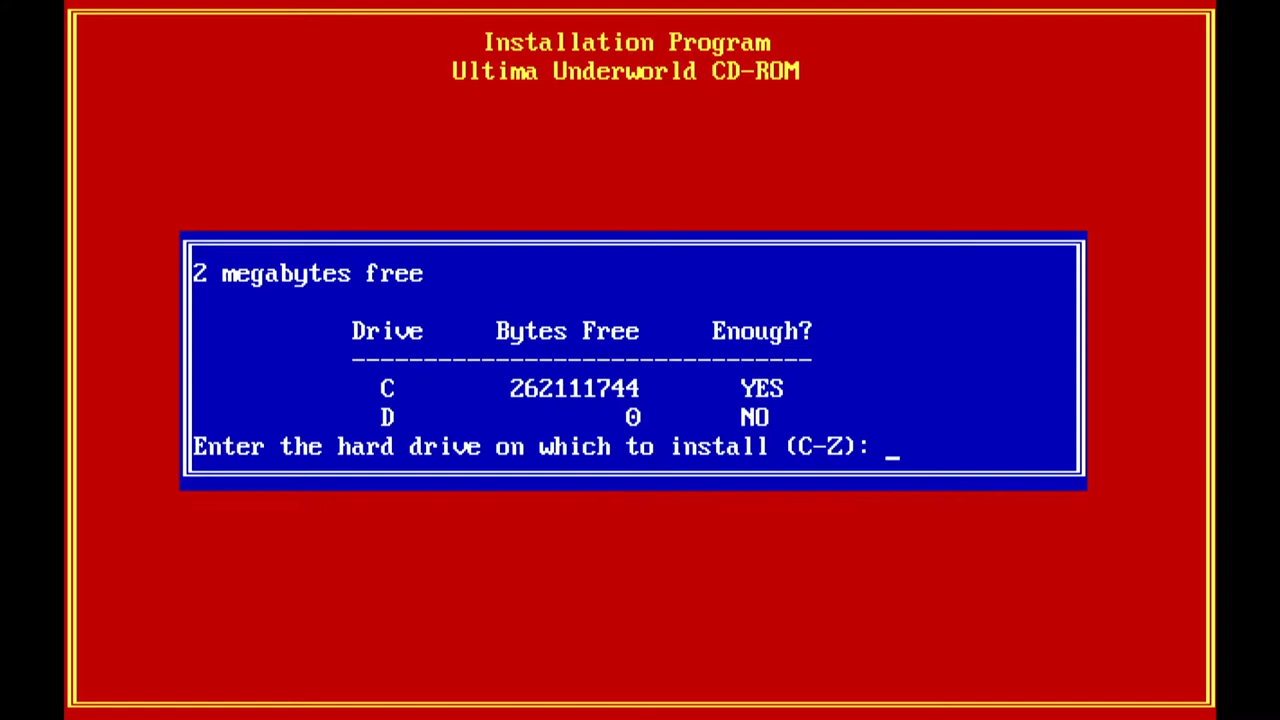 Installation Program
Ultima Underworld CD-ROM
2 megabytes free
Drive Bytes Free Enough?
--------------------------------
C 262111744 YES
D 0 NO
Enter the hard drive on which to install (C-Z): _